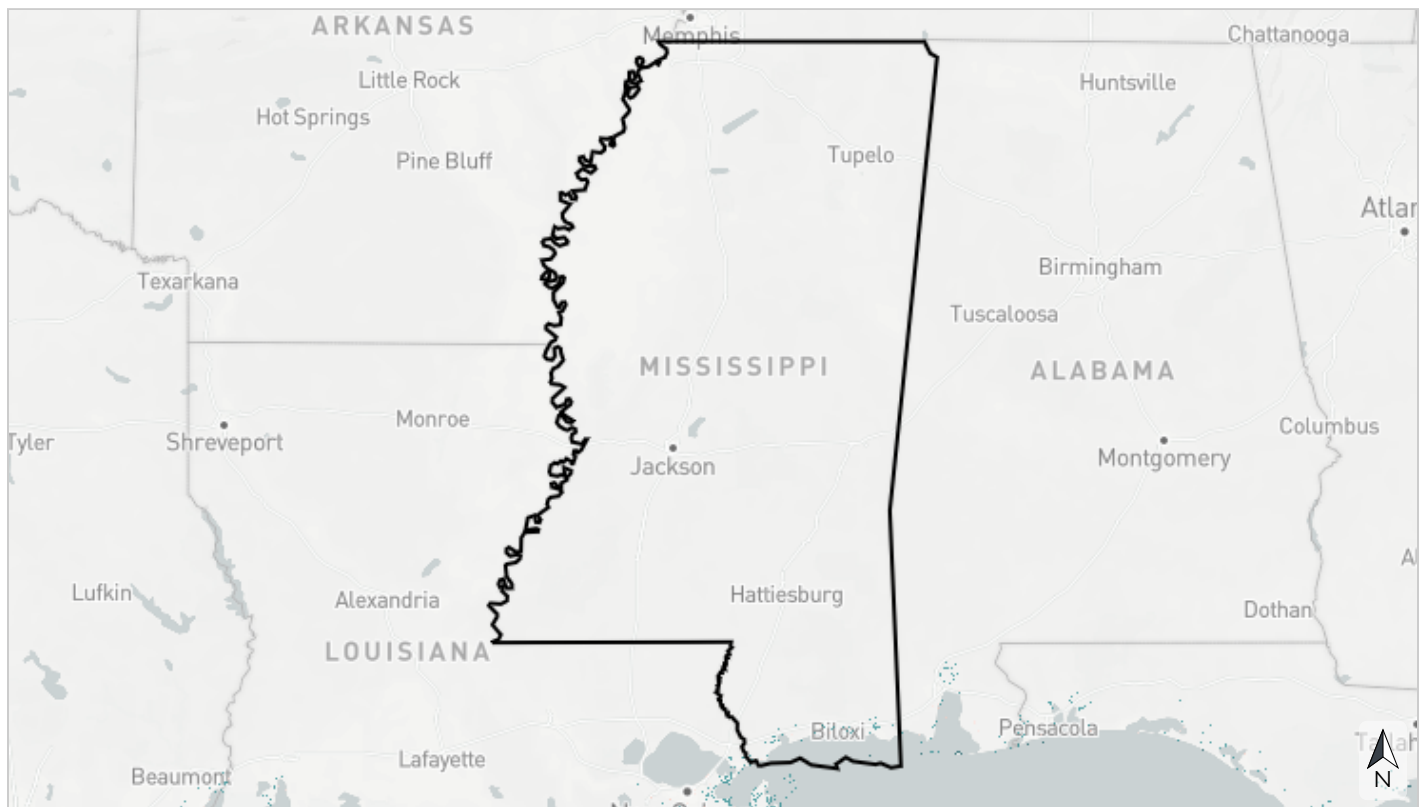 ARKANSAS
Memphis
Chattanooga
Little Rock
Huntsville
Hot Springs
Pine Bluff
Tupelo
Atlar
Birmingham
Texarkana
Tuscaloosa
MISSISSIPPI
ALABAMA
Monroe
Columbus
Tyler
Shreveport
Jackson
Montgomery
Lufkin
Alexandria
Hattiesburg
Dothan
LOUISIANA
Biloxi
Pensacola
Lafayette
Beaumont
N